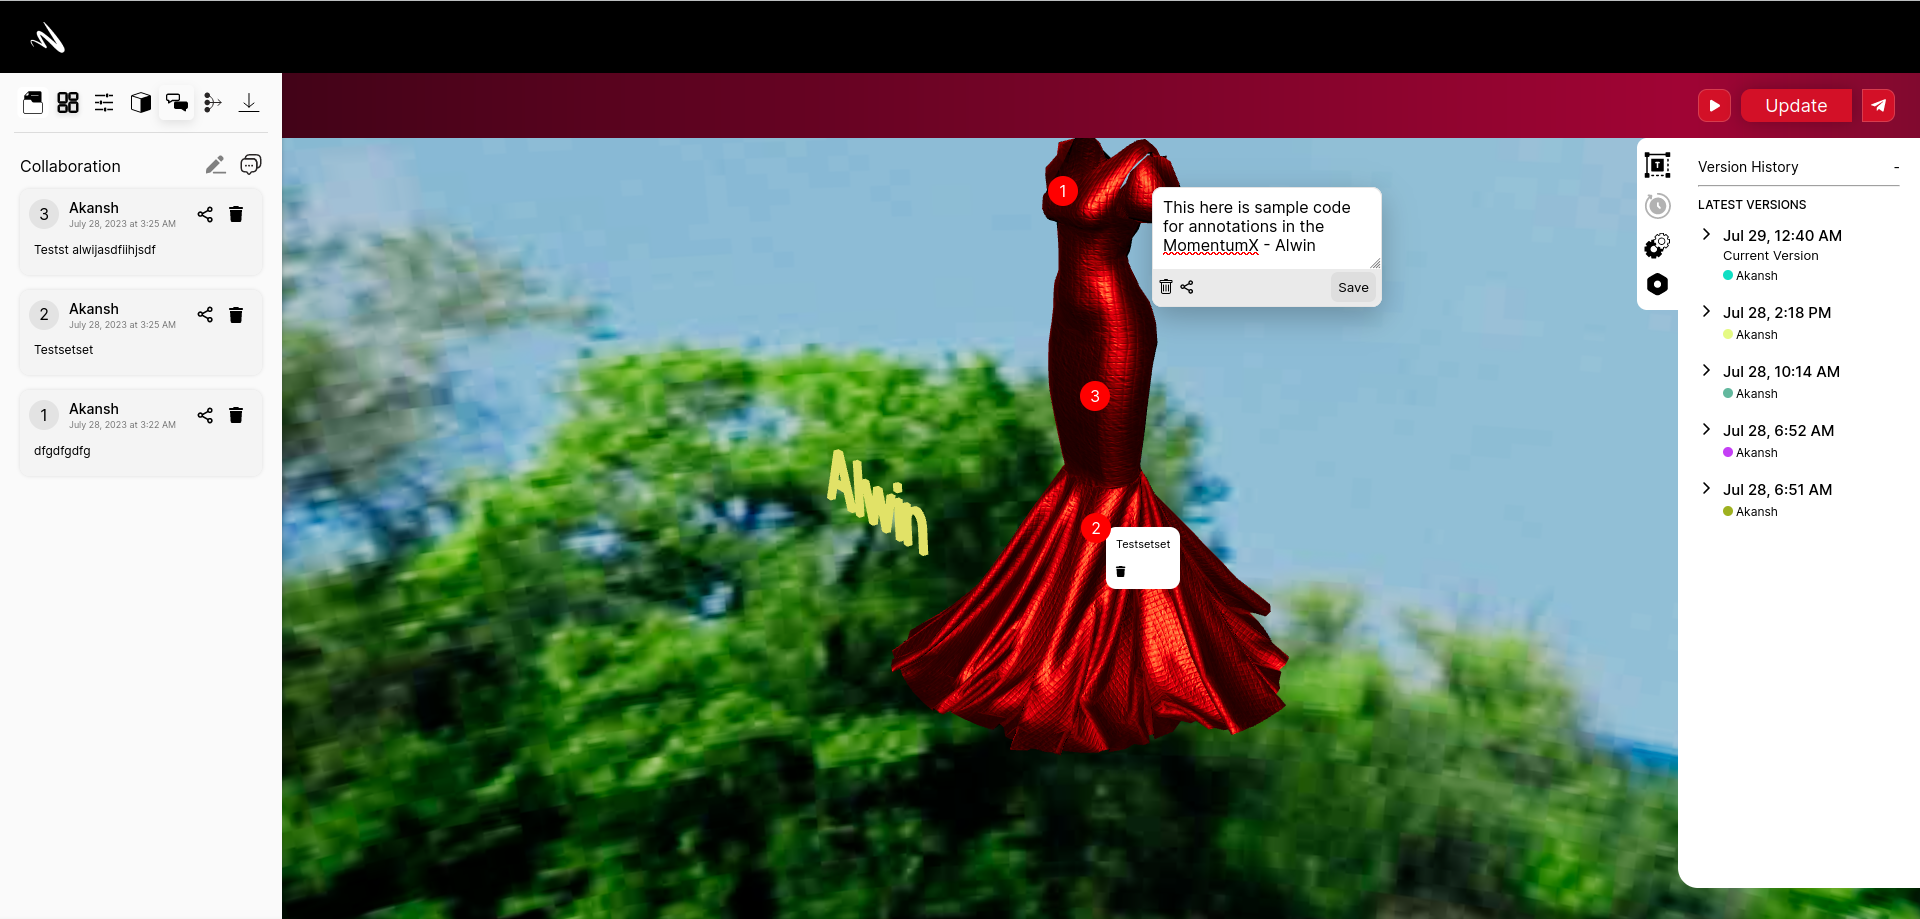 Update
Collaboration
3
Akansh
July 28, 2023 at 3:25 AM
Testst alwijasdfiihjsdf
2
Akansh
July 28, 2023 at 3:25 AM
Testsetset
1
Akansh
July 28, 2023 at 3:22 AM
dfgdfgdfg
1
This here is sample code
for annotations in the
MomentumX - Alwin
Save
3
Alwin
2
Testsetset
T
Version History -
LATEST VERSIONS
Jul 29, 12:40 AM
Current Version
Akansh
Jul 28, 2:18 PM
Akansh
Jul 28, 10:14 AM
Akansh
Jul 28, 6:52 AM
Akansh
Jul 28, 6:51 AM
Akansh